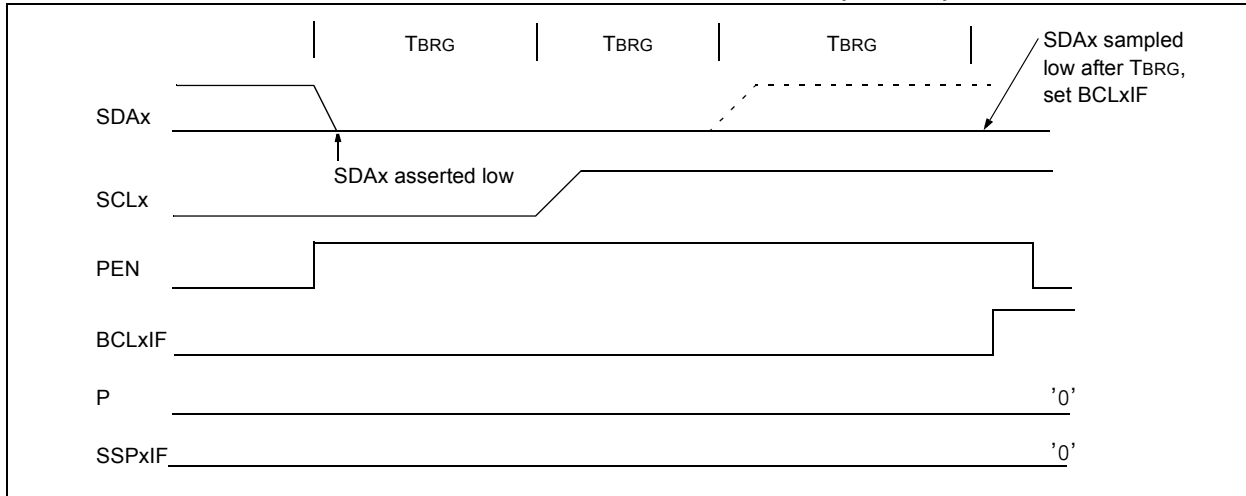 TBRG TBRG TBRG
SDAx sampled
low after TBRG,
set BCLxIF
SDAx
SDAx asserted low
SCLx
PEN
BCLxIF
P
’0’
SSPxIF
’0’